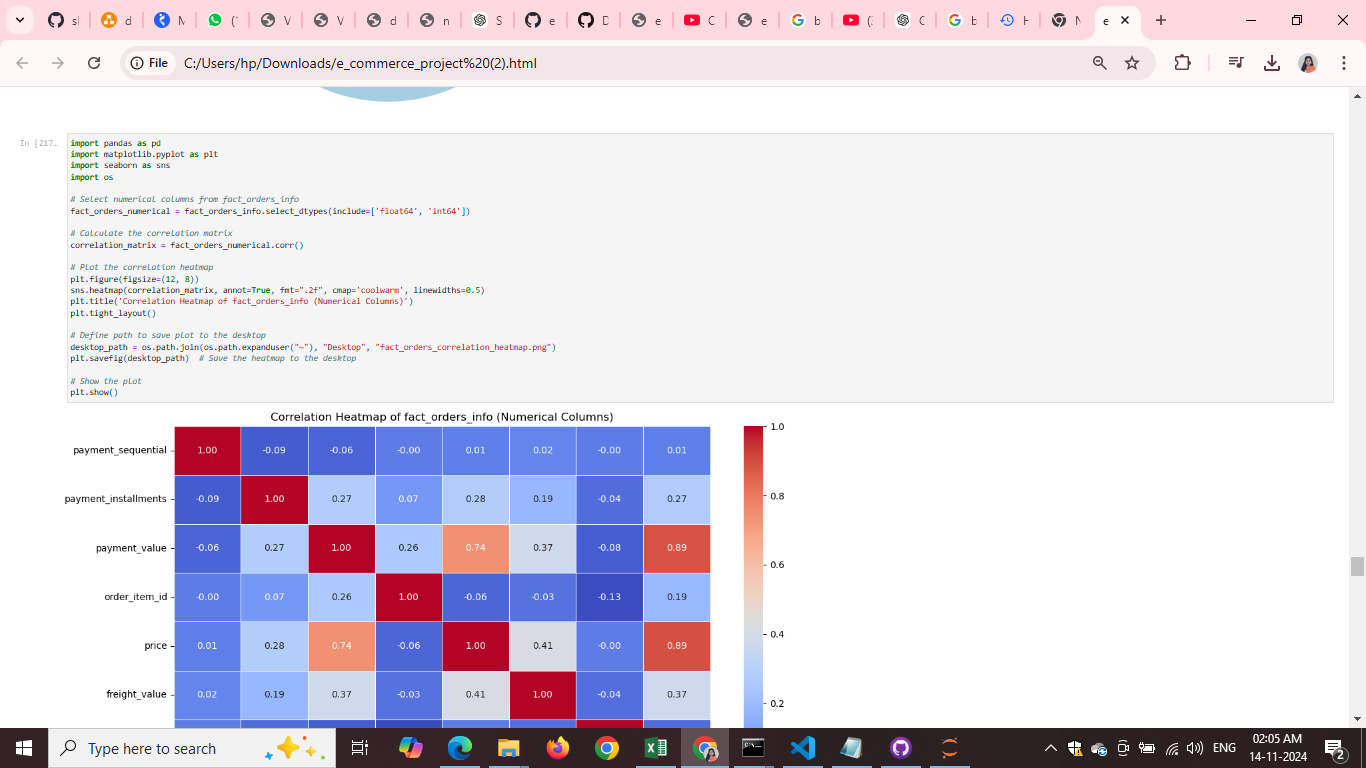 sl
d
M
(1
V
V
d
n
S
e
D
e
C
e
b
(2
C
b
H
N
e
File
C:/Users/hp/Downloads/e_commerce_project%20(2).html
In [217…
import pandas as pd
import matplotlib.pyplot as plt
import seaborn as sns
import os
# Select numerical columns from fact_orders_info
fact_orders_numerical = fact_orders_info.select_dtypes(include=['float64', 'int64'])
# Calculate the correlation matrix
correlation_matrix = fact_orders_numerical.corr()
# Plot the correlation heatmap
plt.figure(figsize=(12, 8))
sns.heatmap(correlation_matrix, annot=True, fmt=".2f", cmap='coolwarm', linewidths=0.5)
plt.title('Correlation Heatmap of fact_orders_info (Numerical Columns)')
plt.tight_layout()
# Define path to save plot to the desktop
desktop_path = os.path.join(os.path.expanduser("~"), "Desktop", "fact_orders_correlation_heatmap.png")
plt.savefig(desktop_path)  # Save the heatmap to the desktop
# Show the plot
plt.show()
Correlation Heatmap of fact_orders_info (Numerical Columns)
payment_sequential 1.00 -0.09 -0.06 -0.00 0.01 0.02 -0.00 0.01
payment_installments -0.09 1.00 0.27 0.07 0.28 0.19 -0.04 0.27
payment_value -0.06 0.27 1.00 0.26 0.74 0.37 -0.08 0.89
order_item_id -0.00 0.07 0.26 1.00 -0.06 -0.03 -0.13 0.19
price 0.01 0.28 0.74 -0.06 1.00 0.41 -0.00 0.89
freight_value 0.02 0.19 0.37 -0.03 0.41 1.00 -0.04 0.37
1.0
0.8
0.6
0.4
0.2
Type here to search
ENG
02:05 AM
14-11-2024
2